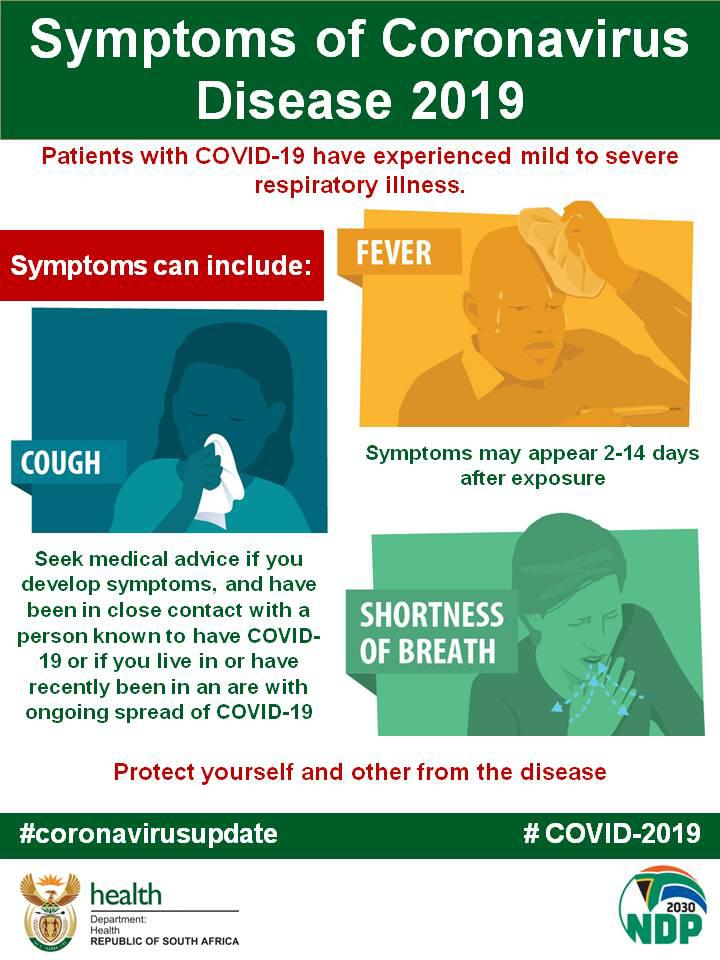 Symptoms of Coronavirus
Disease 2019
Patients with COVID-19 have experienced mild to severe
respiratory illness.
Symptoms can include:
FEVER
COUGH
Symptoms may appear 2-14 days
after exposure
Seek medical advice if you
develop symptoms, and have
been in close contact with a
person known to have COVID-
19 or if you live in or have
recently been in an are with
ongoing spread of COVID-19
SHORTNESS
OF BREATH
Protect yourself and other from the disease
#coronavirusupdate
# COVID-2019
health
Department:
Health
REPUBLIC OF SOUTH AFRICA
2030
NDP